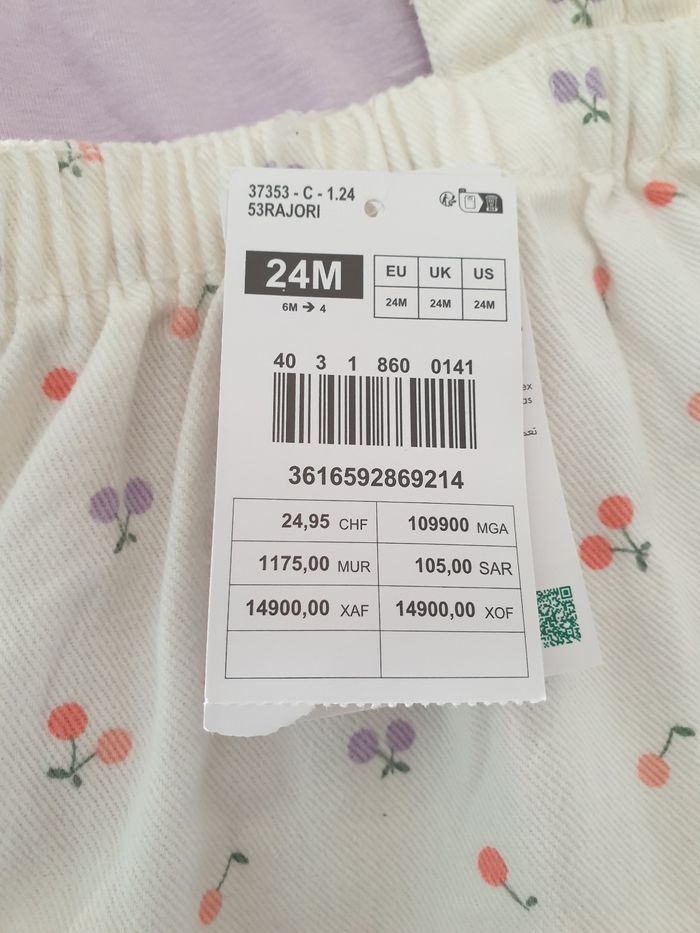 37353 - C - 1.24
53RAJORI
24M
6M → 4
EU UK US
24M 24M 24M
40 3 1 860 0141
3616592869214
24,95 CHF 109900 MGA
1175,00 MUR 105,00 SAR
14900,00 XAF 14900,00 XOF